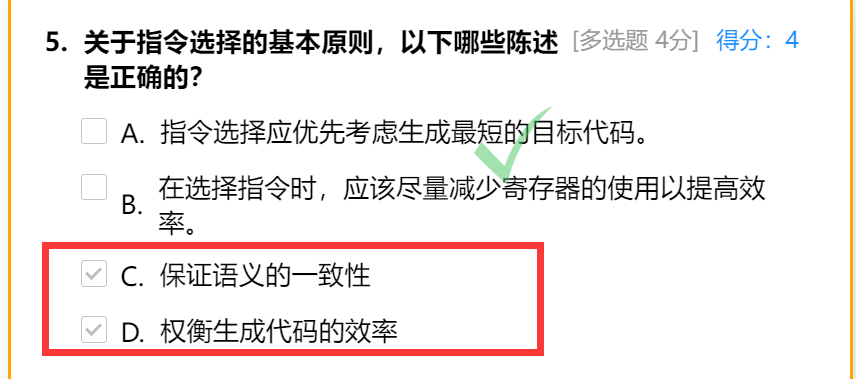 5. 关于指令选择的基本原则，以下哪些陈述 [多选题 4分] 得分：4
是正确的？
A. 指令选择应优先考虑生成最短的目标代码。
B. 在选择指令时，应该尽量减少寄存器的使用以提高效
率。
C. 保证语义的一致性
D. 权衡生成代码的效率